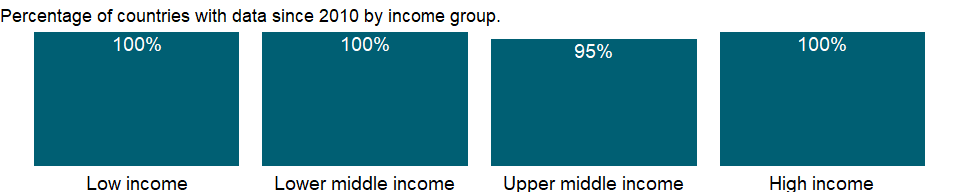 Percentage of countries with data since 2010 by income group.
100% 100% 95% 100%
Low income Lower middle income Upper middle income High income